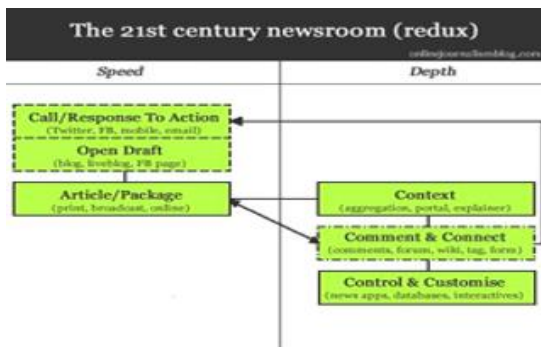 The 21st century newsroom (redux)
onlinejournalismblog.com
Speed
Depth
Call/Response To Action
(Twitter, FB, mobile, email)
Open Draft
(blog, liveblog, FB page)
Article/Package
(print, broadcast, online)
Context
(aggregation, portal, explainer)
Comment & Connect
(comments, forum, wiki, tag, form)
Control & Customise
(news apps, databases, interactives)